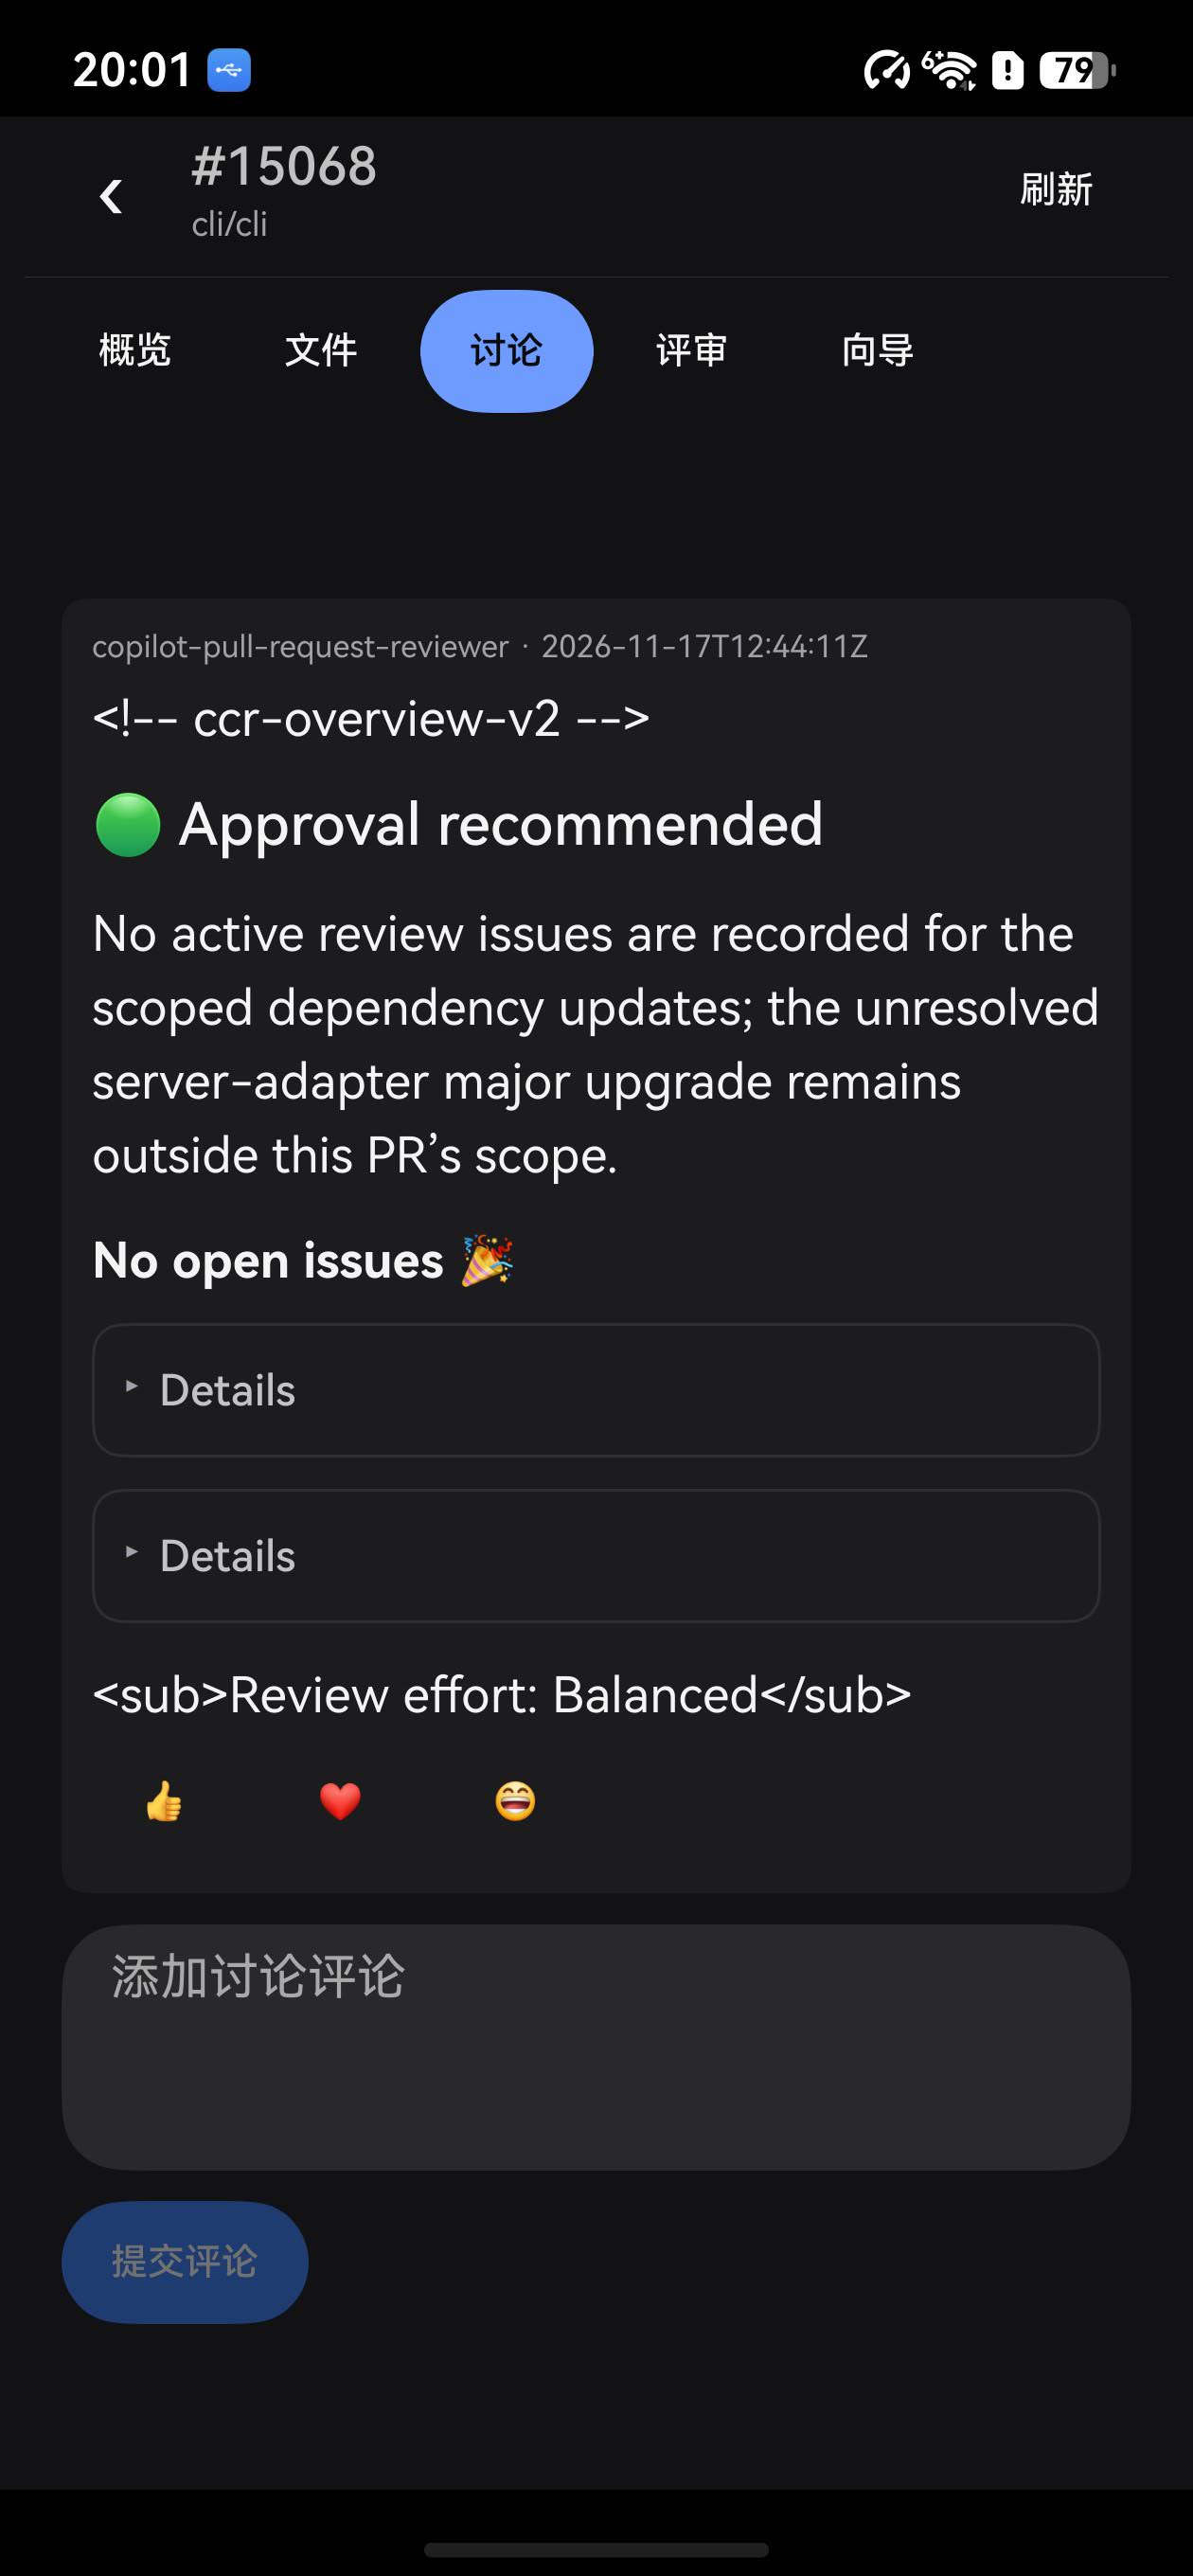 20:01
6+
79
#15068
cli/cli
刷新
概览
文件
讨论
评审
向导
copilot-pull-request-reviewer · 2026-11-17T12:44:11Z
<!-- ccr-overview-v2 -->
🟢 Approval recommended
No active review issues are recorded for the
scoped dependency updates; the unresolved
server-adapter major upgrade remains
outside this PR’s scope.
No open issues 🎉
▸ Details
▸ Details
<sub>Review effort: Balanced</sub>
👍 ❤️ 😄
添加讨论评论
提交评论